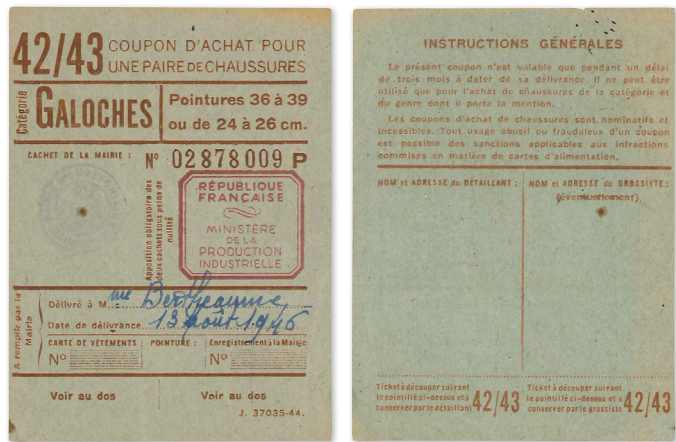 42/43 COUPON D'ACHAT POUR
UNE PAIRE DE CHAUSSURES
Catégorie
GALOCHES
Pointures 36 à 39
ou de 24 à 26 cm.
CACHET DE LA MAIRIE :
Nº 02878009 P
Apposition obligatoire des
deux cachets sous peine de
nullité
RÉPUBLIQUE
FRANÇAISE
MINISTÈRE
DE LA
PRODUCTION
INDUSTRIELLE
A remplir par la
Mairie
Délivré à Mme
Date de délivrance 13 août 1946
CARTE DE VÊTEMENTS
POINTURE :
Enregistrement à la Mairie
Nº
Nº
Voir au dos
Voir au dos
J. 37035-44.
INSTRUCTIONS GÉNÉRALES
Le présent coupon n'est valable que pendant un délai
de trois mois à dater de sa délivrance. Il ne peut être
utilisé que pour l'achat de chaussures de la catégorie et
du genre dont il porte la mention.
Les coupons d'achat de chaussures sont nominatifs et
incessibles. Tout usage abusif ou frauduleux d'un coupon
est passible des sanctions applicables aux infractions
commises en matière de cartes d'alimentation.
NOM et ADRESSE du DÉTAILLANT :
NOM et ADRESSE du GROSSISTE :
(éventuellement)
Ticket à découper suivant
le pointillé ci-dessus et à
conserver par le détaillant
42/43
Ticket à découper suivant
le pointillé ci-dessus et à
conserver par le grossiste
42/43